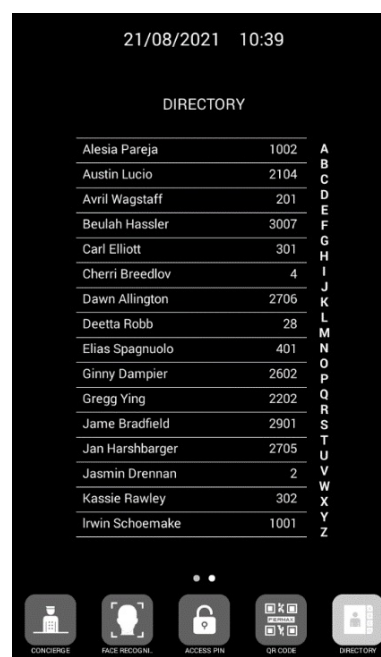 21/08/2021 10:39
DIRECTORY
Alesia Pareja 1002
Austin Lucio 2104
Avril Wagstaff 201
Beulah Hassler 3007
Carl Elliott 301
Cherri Breedlov 4
Dawn Allington 2706
Deetta Robb 28
Elias Spagnuolo 401
Ginny Dampier 2602
Gregg Ying 2202
Jame Bradfield 2901
Jan Harshbarger 2705
Jasmin Drennan 2
Kassie Rawley 302
Irwin Schoemake 1001
A
B
C
D
E
F
G
H
I
J
K
L
M
N
O
P
Q
R
S
T
U
V
W
X
Y
Z
FERMAX
CONCIERGE FACE RECOGNI. ACCESS PIN QR CODE DIRECTORY